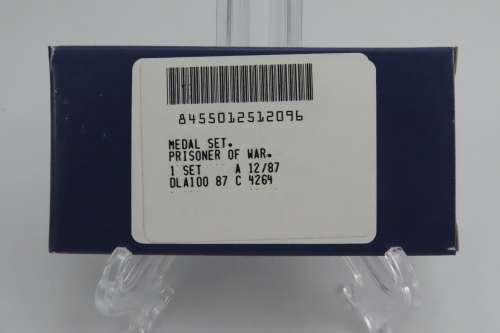 8455012512096
MEDAL SET.
PRISONER OF WAR.
1 SET A 12/87
DLA100 87 C 4264